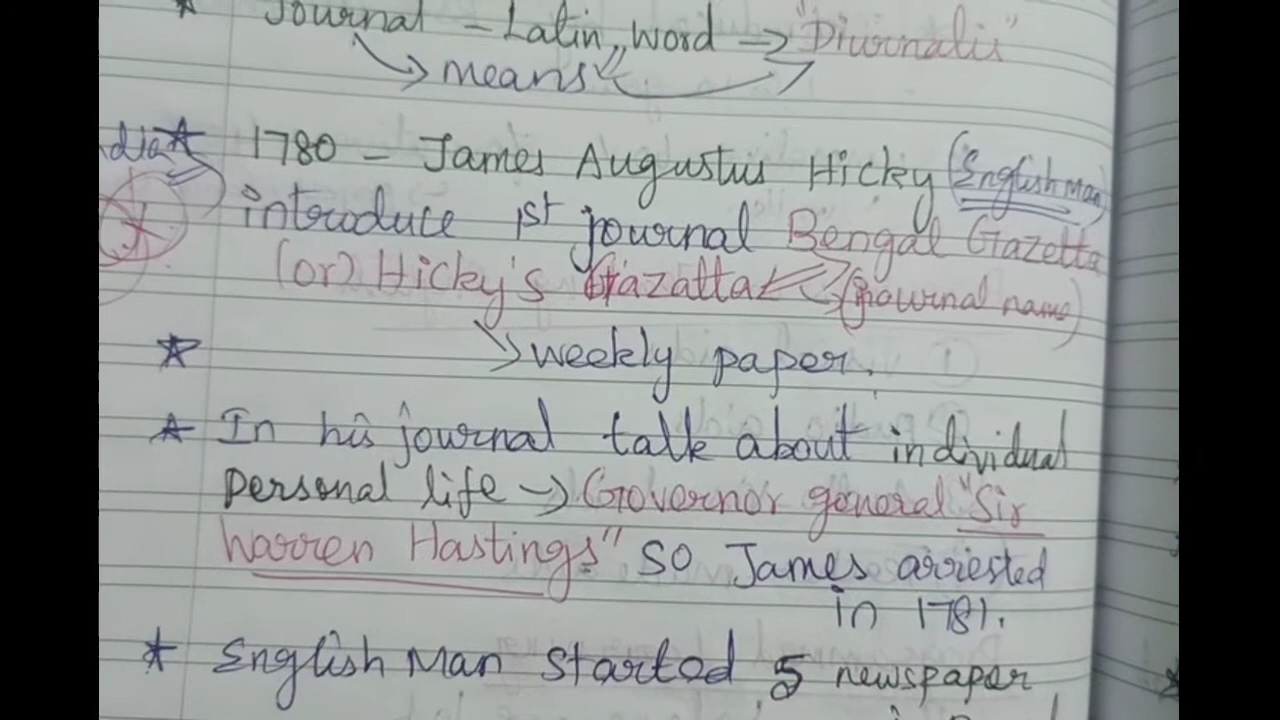 ★ Journal - Latin word → "Diurnalis"
→ means
★ 1780 - James Augustus Hicky (English man)
introduce 1st journal Bengal Gazetta
(or) Hicky's Gazatta (journal name)
→ weekly paper.
★
★ In his journal talk about individual
personal life → Governor general "Sir
warren Hastings" so James arriested
in 1781.
★ English Man started 5 newspaper